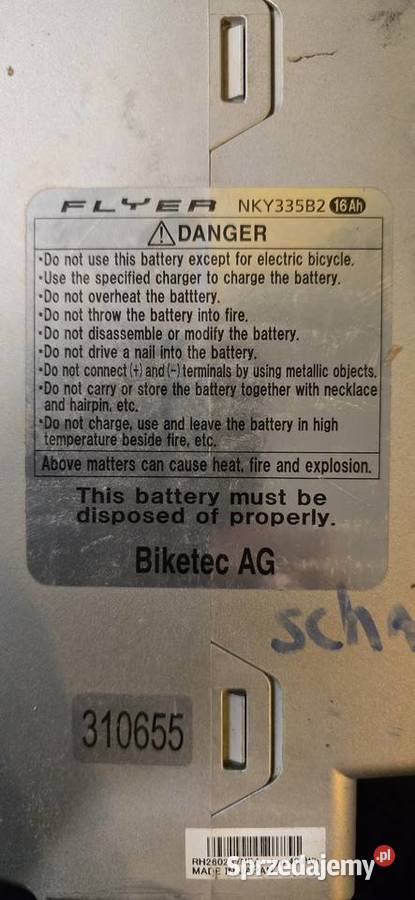 FLYER NKY335B2 16Ah
DANGER
·Do not use this battery except for electric bicycle.
·Use the specified charger to charge the battery.
·Do not overheat the batttery.
·Do not throw the battery into fire.
·Do not disassemble or modify the battery.
·Do not drive a nail into the battery.
·Do not connect (+) and (-) terminals by using metallic objects.
·Do not carry or store the battery together with necklace
and hairpin, etc.
·Do not charge, use and leave the battery in high
temperature beside fire, etc.
Above matters can cause heat, fire and explosion.
This battery must be
disposed of properly.
Biketec AG
310655
MADE
sprzedajemy.pl